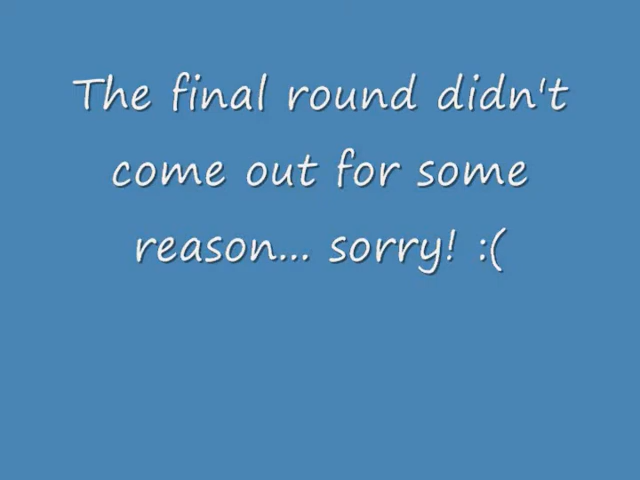 The final round didn't
come out for some
reason... sorry! :(